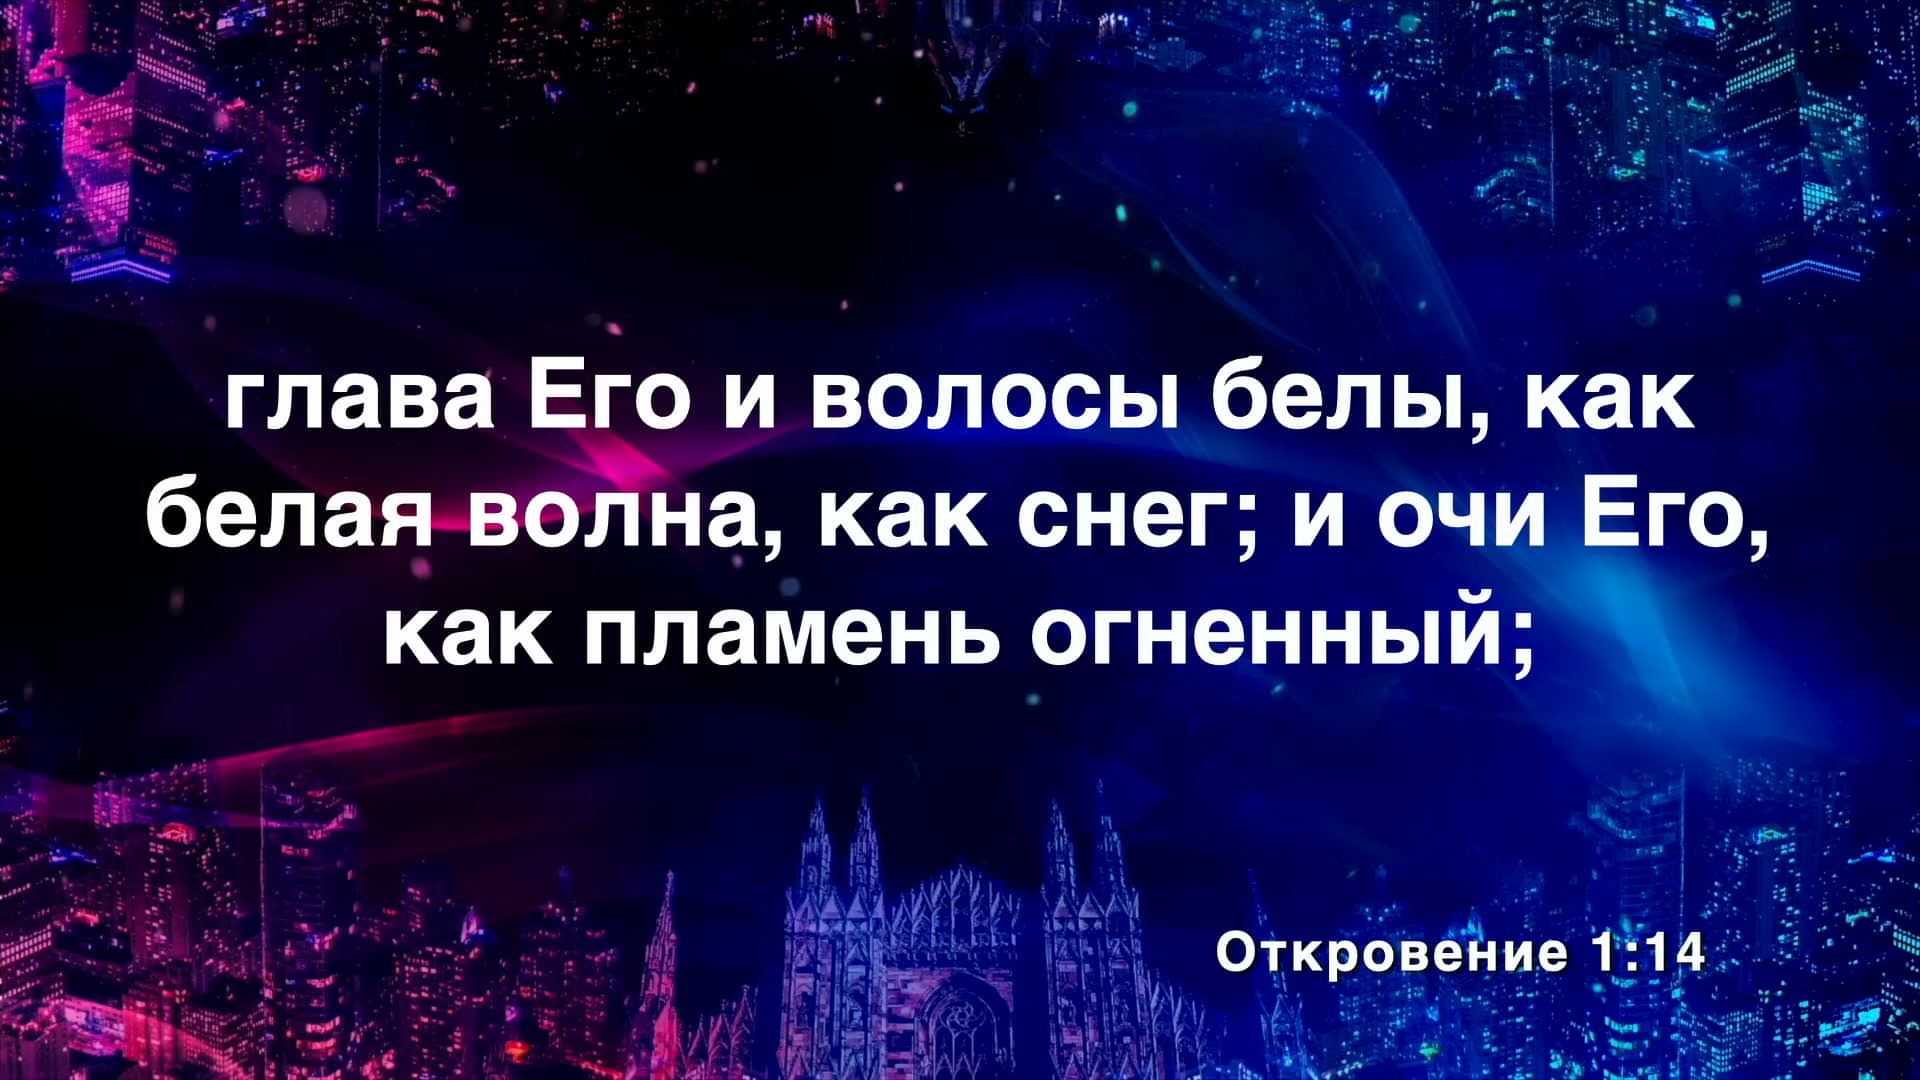 глава Его и волосы белы, как
белая волна, как снег; и очи Его,
как пламень огненный;
Откровение 1:14